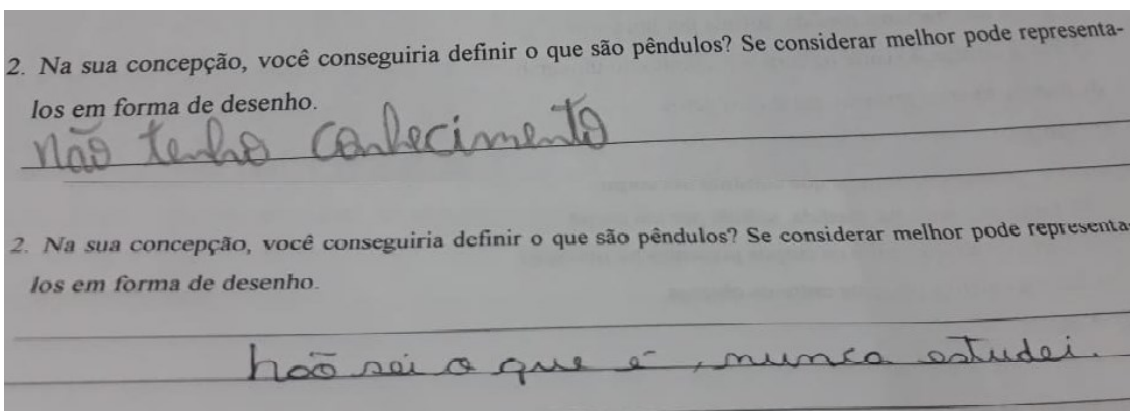 2. Na sua concepção, você conseguiria definir o que são pêndulos? Se considerar melhor pode representa-
los em forma de desenho.
não tenho conhecimento
2. Na sua concepção, você conseguiria definir o que são pêndulos? Se considerar melhor pode representa-
los em forma de desenho.
não sei o que é, nunca estudei.